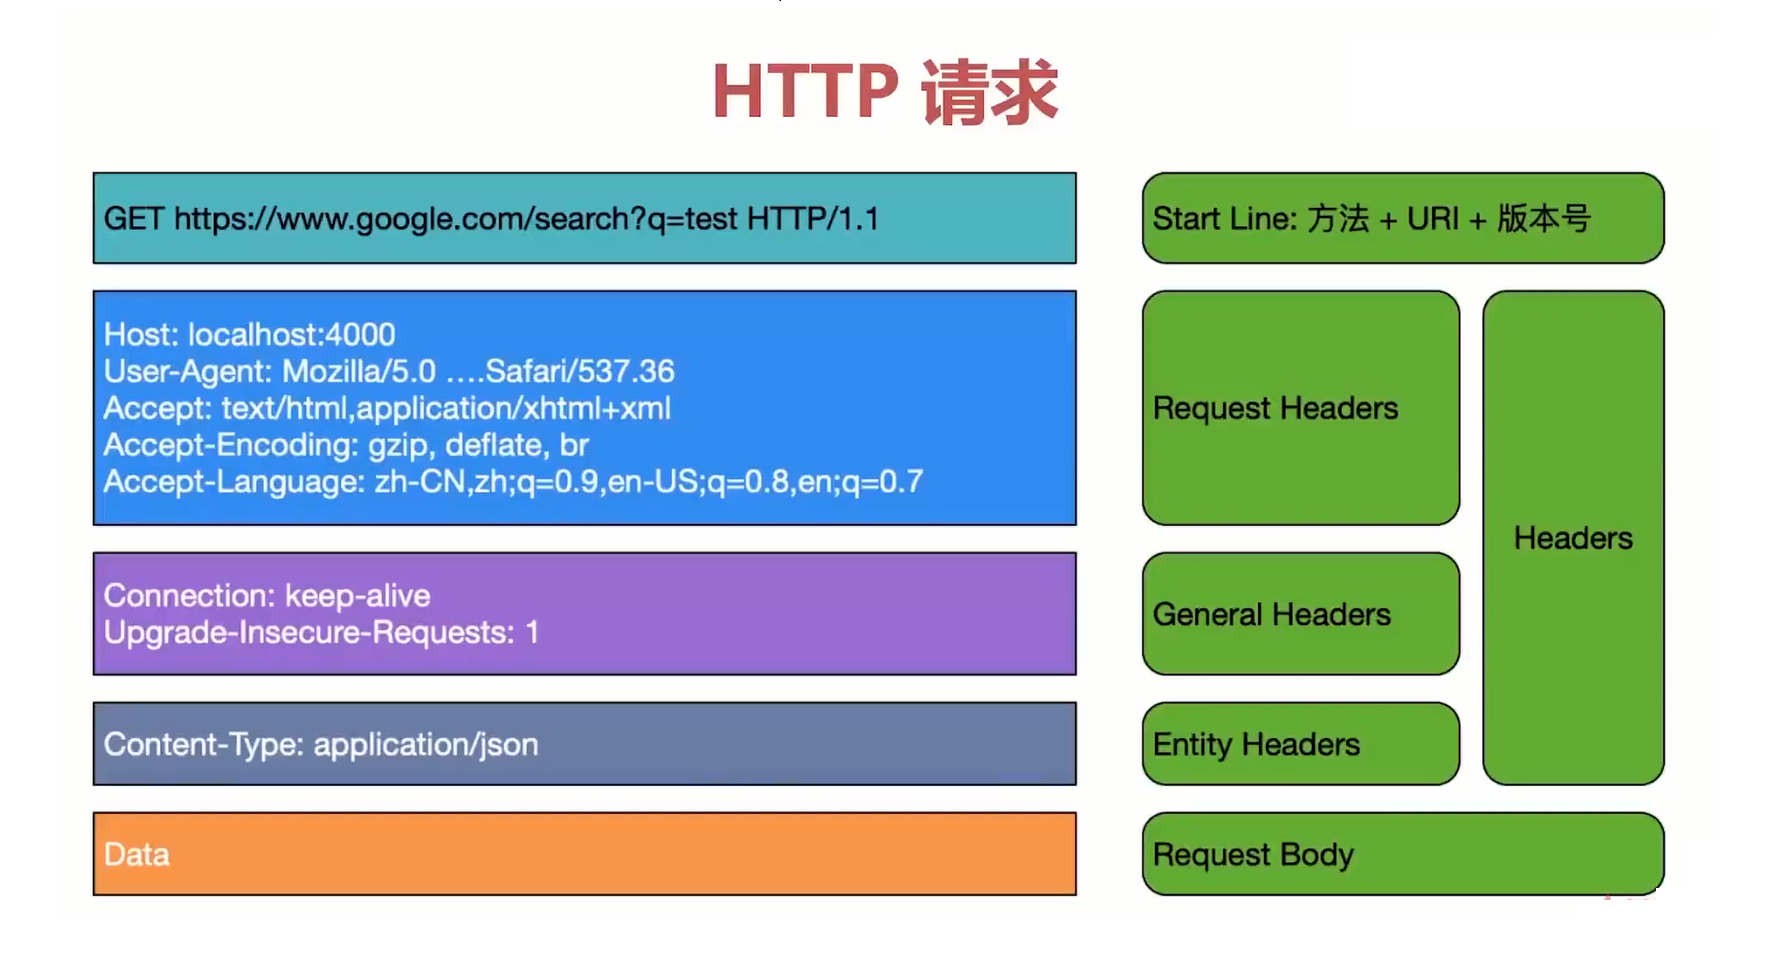 HTTP 请求
GET https://www.google.com/search?q=test HTTP/1.1
Start Line: 方法 + URI + 版本号
Host: localhost:4000
User-Agent: Mozilla/5.0 ....Safari/537.36
Accept: text/html,application/xhtml+xml
Accept-Encoding: gzip, deflate, br
Accept-Language: zh-CN,zh;q=0.9,en-US;q=0.8,en;q=0.7
Request Headers
Headers
Connection: keep-alive
Upgrade-Insecure-Requests: 1
General Headers
Content-Type: application/json
Entity Headers
Data
Request Body